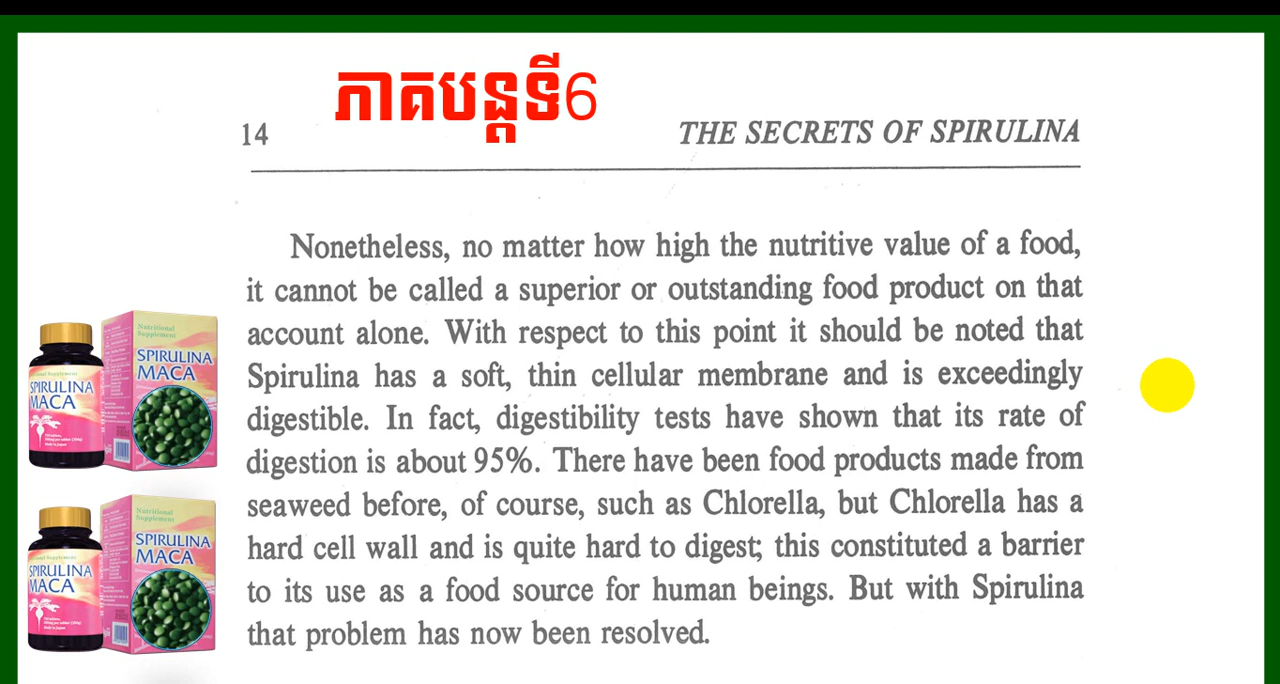 ភាគបន្តទី6
14 THE SECRETS OF SPIRULINA
Nonetheless, no matter how high the nutritive value of a food,
it cannot be called a superior or outstanding food product on that
account alone. With respect to this point it should be noted that
Spirulina has a soft, thin cellular membrane and is exceedingly
digestible. In fact, digestibility tests have shown that its rate of
digestion is about 95%. There have been food products made from
seaweed before, of course, such as Chlorella, but Chlorella has a
hard cell wall and is quite hard to digest; this constituted a barrier
to its use as a food source for human beings. But with Spirulina
that problem has now been resolved.
Nutritional
Supplement
SPIRULINA
MACA
SPIRULINA
MACA
Nutritional
Supplement
SPIRULINA
MACA
SPIRULINA
MACA